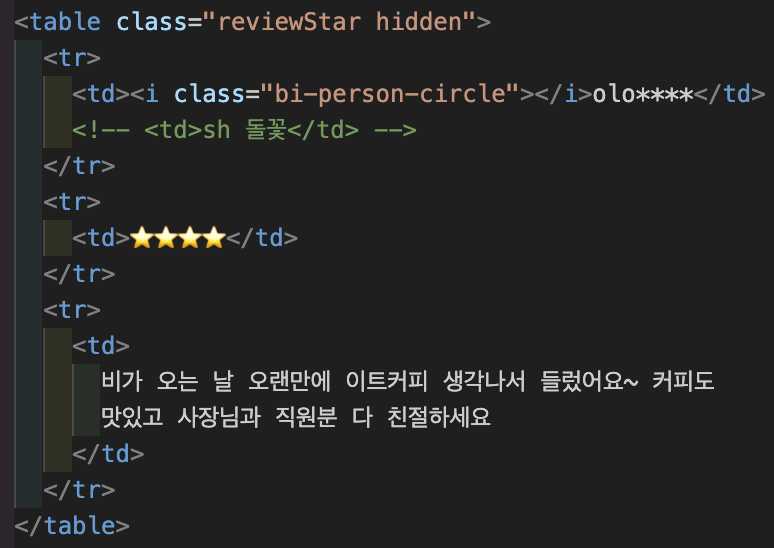 <table class="reviewStar hidden">
<tr>
<td><i class="bi-person-circle"></i>olo****</td>
<!-- <td>sh 돌꽃</td> -->
</tr>
<tr>
<td>⭐⭐⭐⭐</td>
</tr>
<tr>
<td>
비가 오는 날 오랜만에 이트커피 생각나서 들렀어요~ 커피도
맛있고 사장님과 직원분 다 친절하세요
</td>
</tr>
</table>